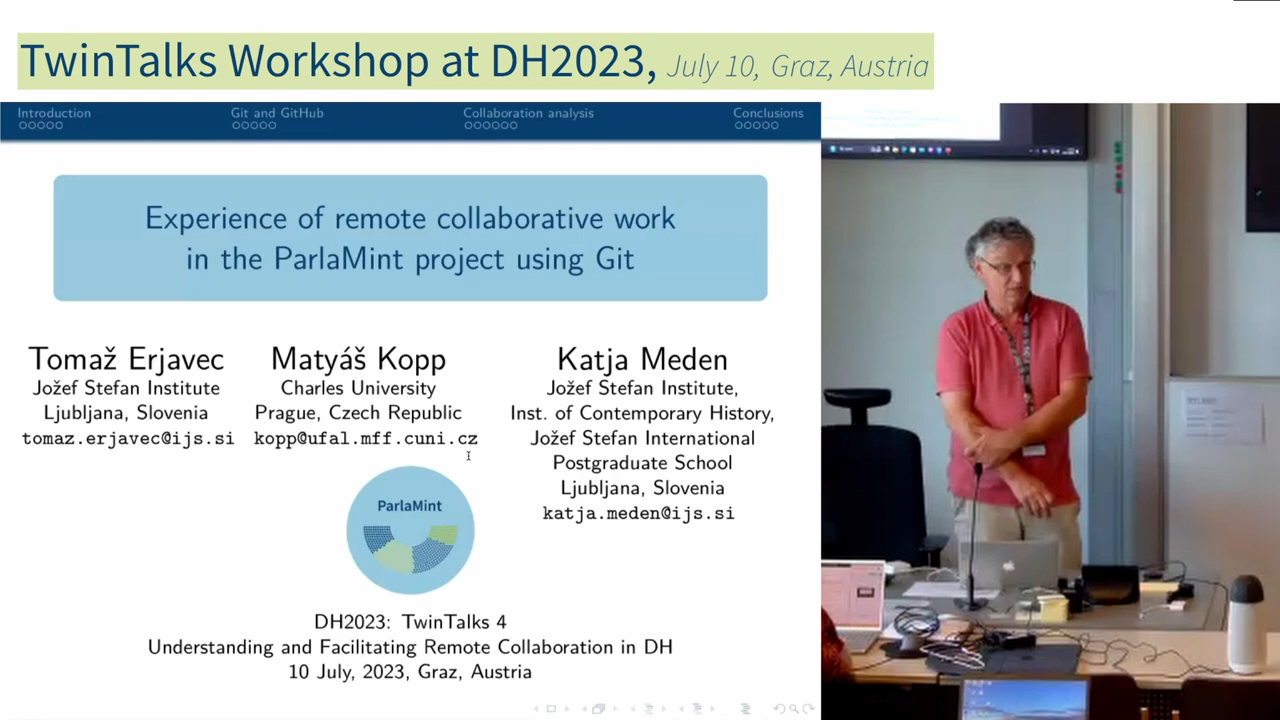 TwinTalks Workshop at DH2023, July 10, Graz, Austria
Introduction
Git and GitHub
Collaboration analysis
Conclusions
Experience of remote collaborative work
in the ParlaMint project using Git
Tomaž Erjavec
Jožef Stefan Institute
Ljubljana, Slovenia
tomaz.erjavec@ijs.si
Matyáš Kopp
Charles University
Prague, Czech Republic
kopp@ufal.mff.cuni.cz
Katja Meden
Jožef Stefan Institute,
Inst. of Contemporary History,
Jožef Stefan International
Postgraduate School
Ljubljana, Slovenia
katja.meden@ijs.si
ParlaMint
DH2023: TwinTalks 4
Understanding and Facilitating Remote Collaboration in DH
10 July, 2023, Graz, Austria